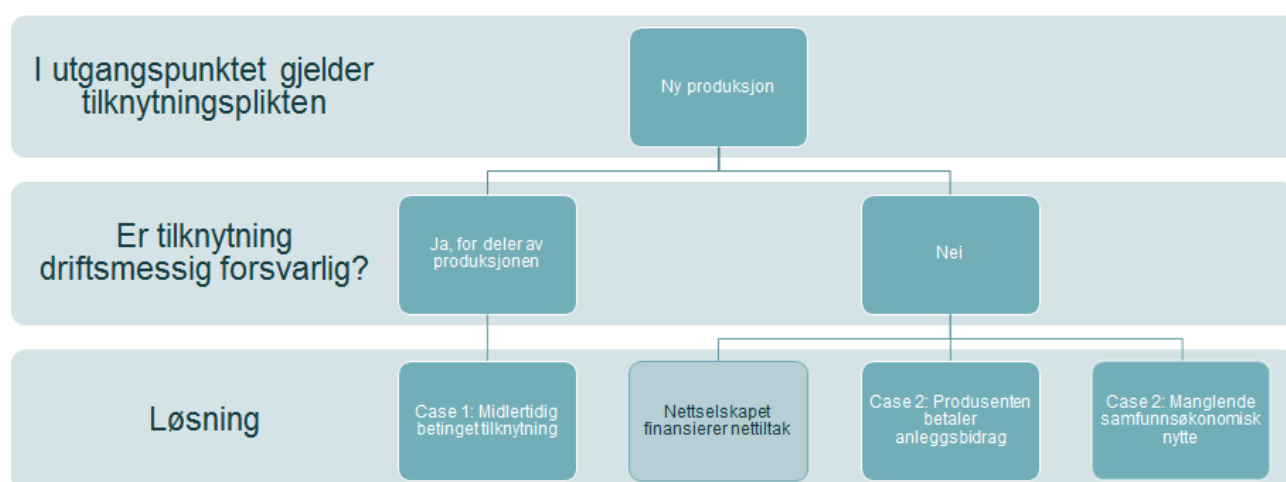 I utgangspunktet gjelder
tilknytningsplikten
Ny produksjon
Er tilknytning
driftsmessig forsvarlig?
Ja, for deler av
produksjonen
Nei
Løsning
Case 1: Midlertidig
betinget tilknytning
Nettselskapet
finansierer nettiltak
Case 2: Produsenten
betaler
anleggsbidrag
Case 2: Manglende
samfunnsøkonomisk
nytte